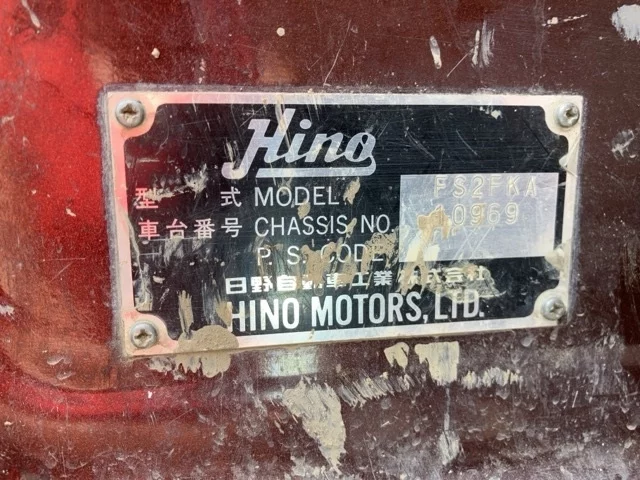 Hino
型式 MODEL FS2FKA
車台番号 CHASSIS NO. 10969
P. S. CODE
日野自動車工業株式会社
HINO MOTORS, LTD.